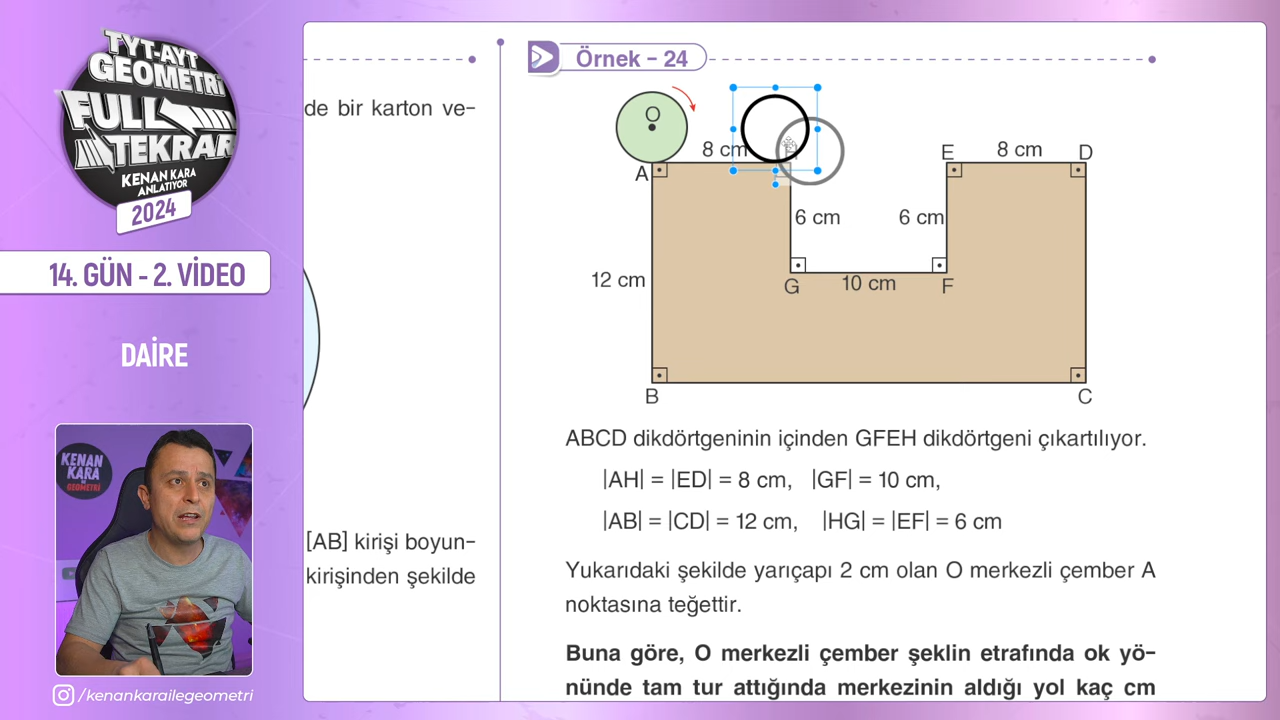 TYT-AYT
GEOMETRİ
FULL
TEKRAR
KENAN KARA
ANLATIYOR
2024
14. GÜN - 2. VİDEO
DAİRE
KENAN
KARA
GEOMETRİ
/kenankarailegeometri
de bir karton ve-
[AB] kirişi boyun-
kirişinden şekilde
Örnek - 24
O
8 cm
H
E
8 cm
D
A
6 cm
6 cm
12 cm
G
10 cm
F
B
C
ABCD dikdörtgeninin içinden GFEH dikdörtgeni çıkartılıyor.
|AH| = |ED| = 8 cm, |GF| = 10 cm,
|AB| = |CD| = 12 cm, |HG| = |EF| = 6 cm
Yukarıdaki şekilde yarıçapı 2 cm olan O merkezli çember A
noktasına teğettir.
Buna göre, O merkezli çember şeklin etrafında ok yö-
nünde tam tur attığında merkezinin aldığı yol kaç cm